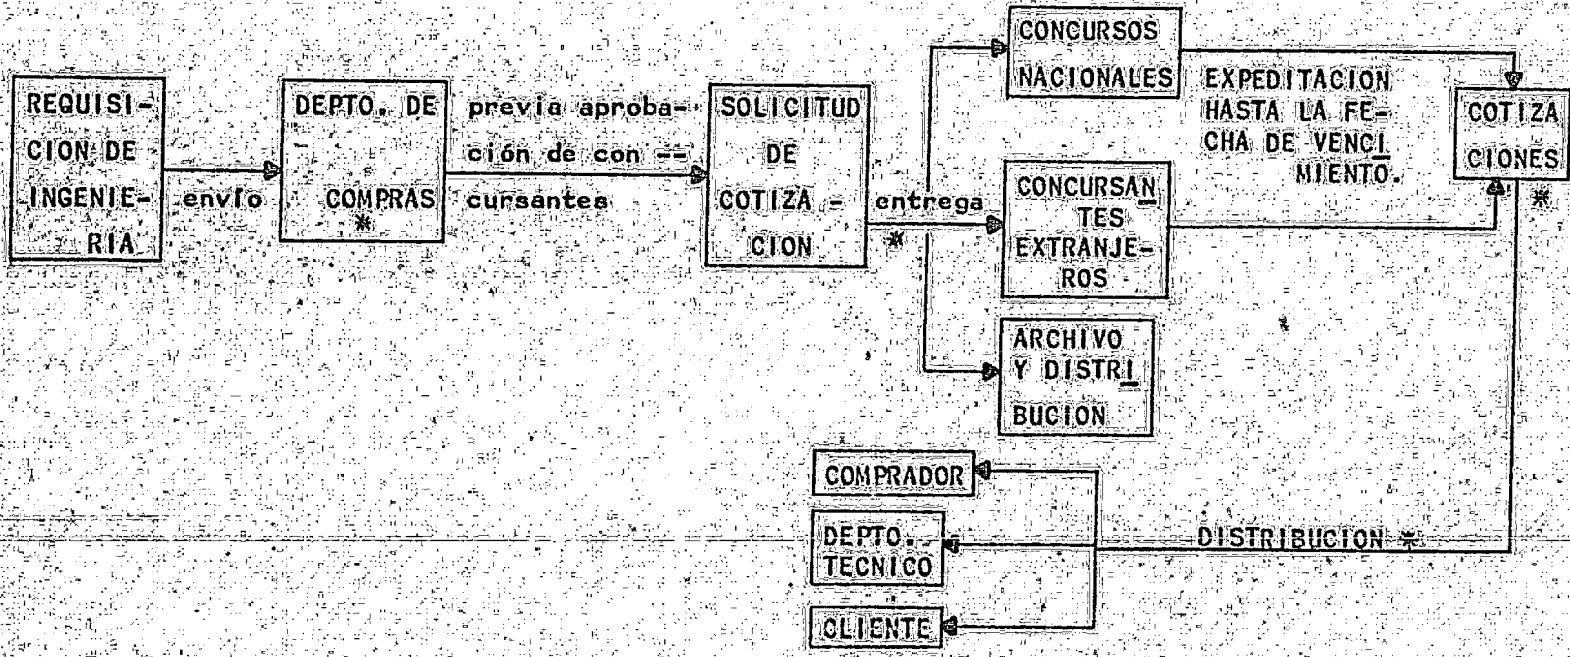 REQUISI-
CION DE
INGENIE-
RIA
envío
DEPTO. DE
COMPRAS
*
previa aproba-
ción de con --
cursantes
SOLICITUD
DE
COTIZA -
CION
entrega
*
CONCURSOS
NACIONALES
CONCURSAN
TES
EXTRANJE-
ROS
ARCHIVO
Y DISTRI
BUCION
EXPEDITACION
HASTA LA FE-
CHA DE VENCI
MIENTO.
COTIZA
CIONES
*
DISTRIBUCION *
COMPRADOR
DEPTO.
TECNICO
CLIENTE